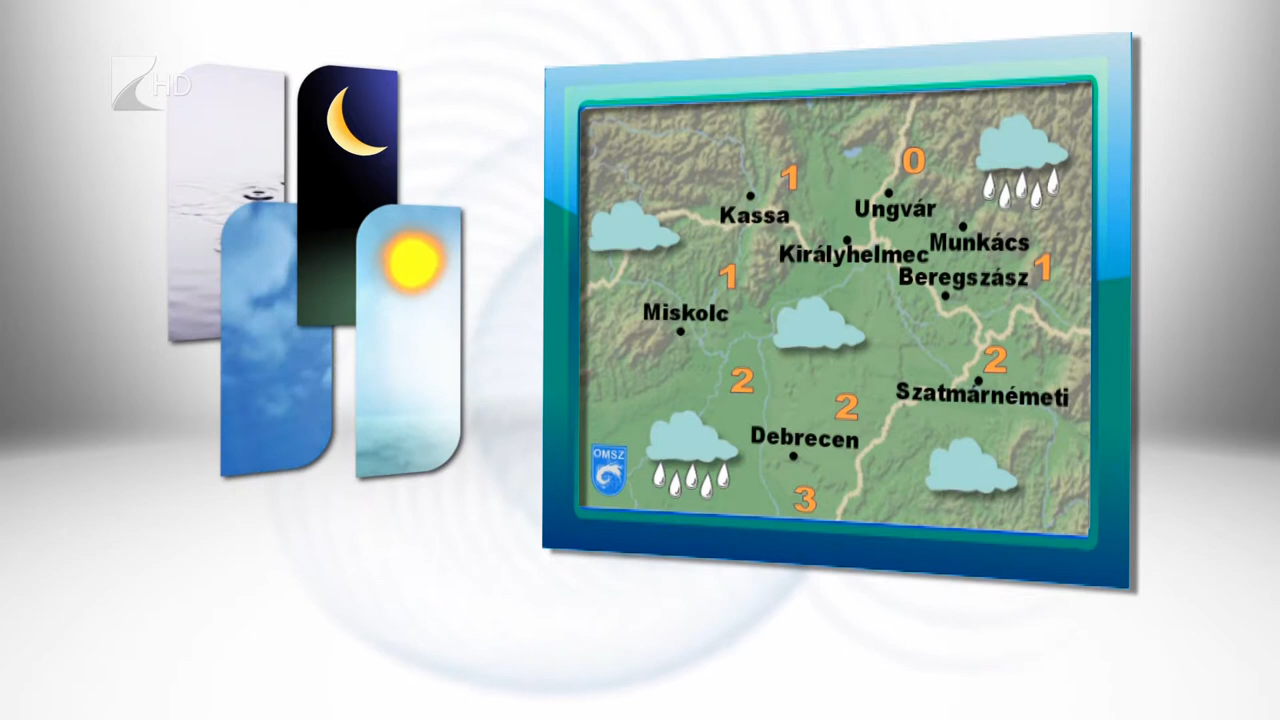 HD
0
1
Kassa
Ungvár
Munkács
Királyhelmec
1
Beregszász
1
Miskolc
2
2
Szatmárnémeti
2
Debrecen
OMSZ
3